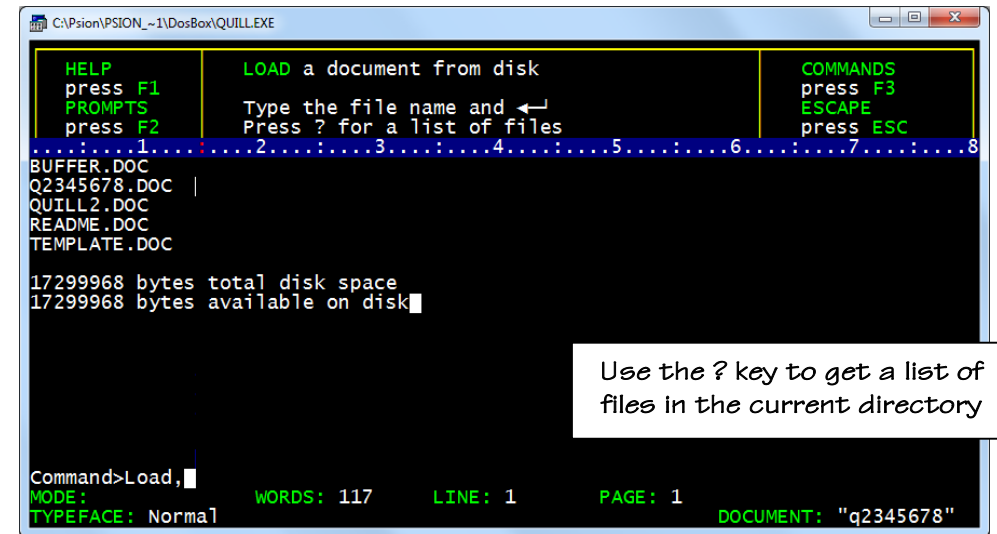 C:\Psion\PSION_~1\DosBox\QUILL.EXE
HELP LOAD a document from disk COMMANDS
press F1 press F3
PROMPTS Type the file name and ↵ ESCAPE
press F2 Press ? for a list of files press ESC
....:....1....:....2....:....3....:....4....:....5....:....6....:....7....:....8
BUFFER.DOC
Q2345678.DOC |
QUILL2.DOC
README.DOC
TEMPLATE.DOC
17299968 bytes total disk space
17299968 bytes available on disk
Use the ? key to get a list of
files in the current directory
Command>Load,
MODE: WORDS: 117 LINE: 1 PAGE: 1
TYPEFACE: Normal DOCUMENT: "q2345678"